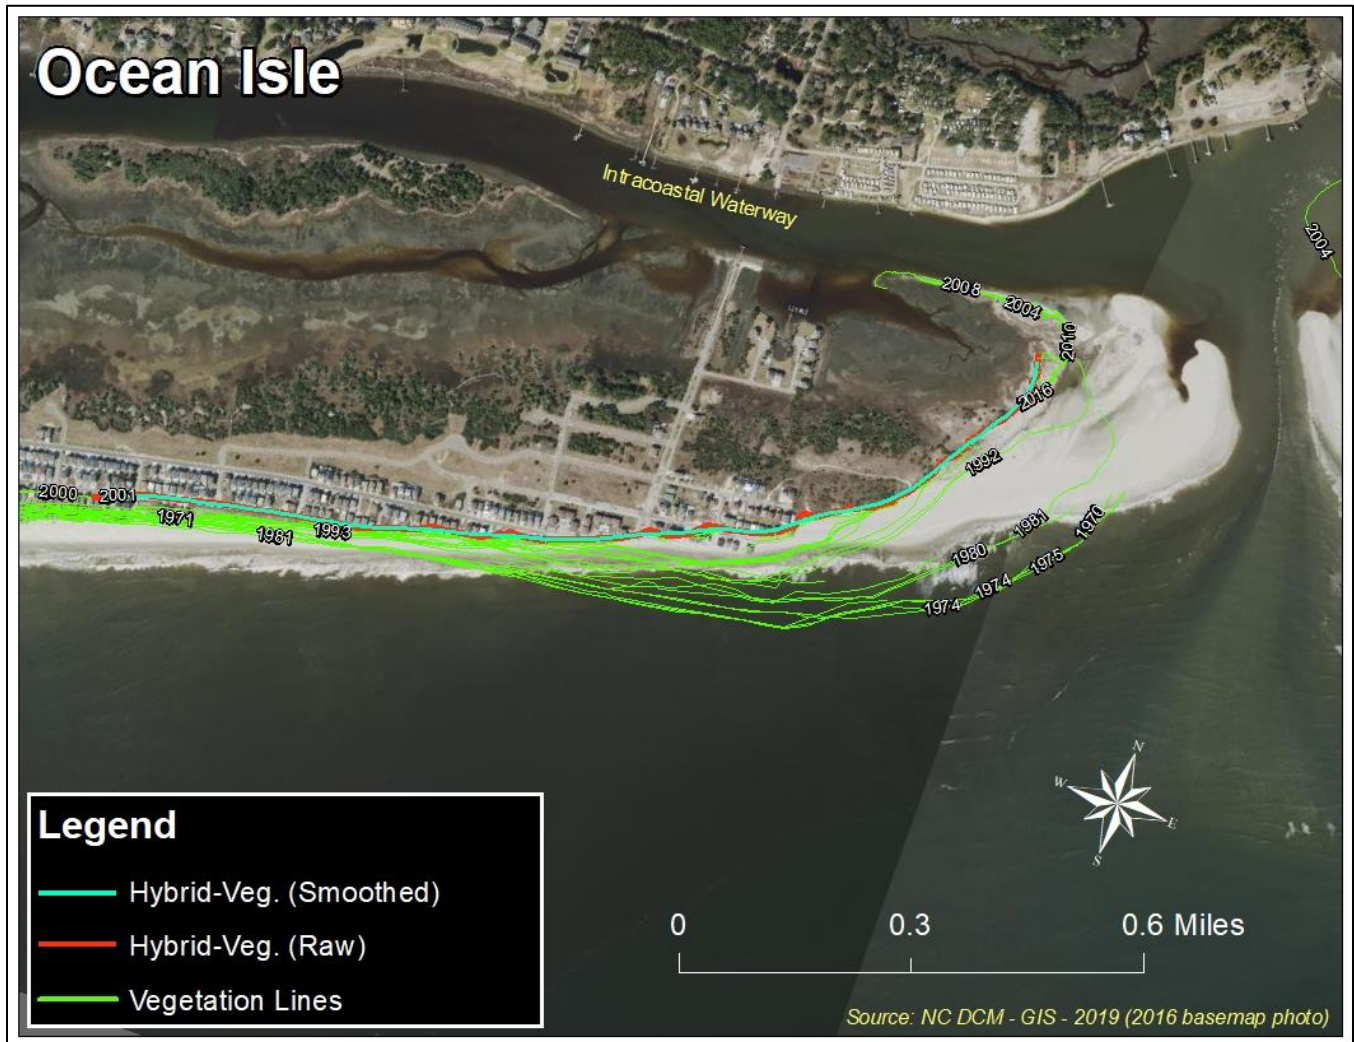 Ocean Isle
Intracoastal Waterway
2004
2008
2004
2010
2016
1992
2000
2001
1971
1981
1993
1981
1970
1980
1975
1974
1974
N
W
E
S
Legend
Hybrid-Veg. (Smoothed)
Hybrid-Veg. (Raw)
Vegetation Lines
0 0.3 0.6 Miles
Source: NC DCM - GIS - 2019 (2016 basemap photo)